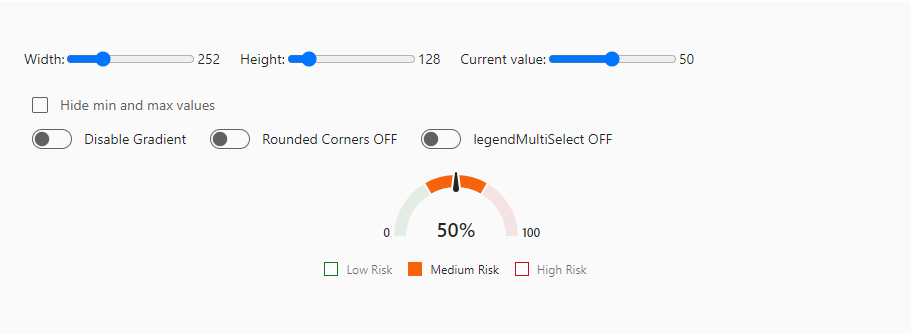 Width: 252 Height: 128 Current value: 50
Hide min and max values
Disable Gradient Rounded Corners OFF legendMultiSelect OFF
0 50% 100
Low Risk Medium Risk High Risk